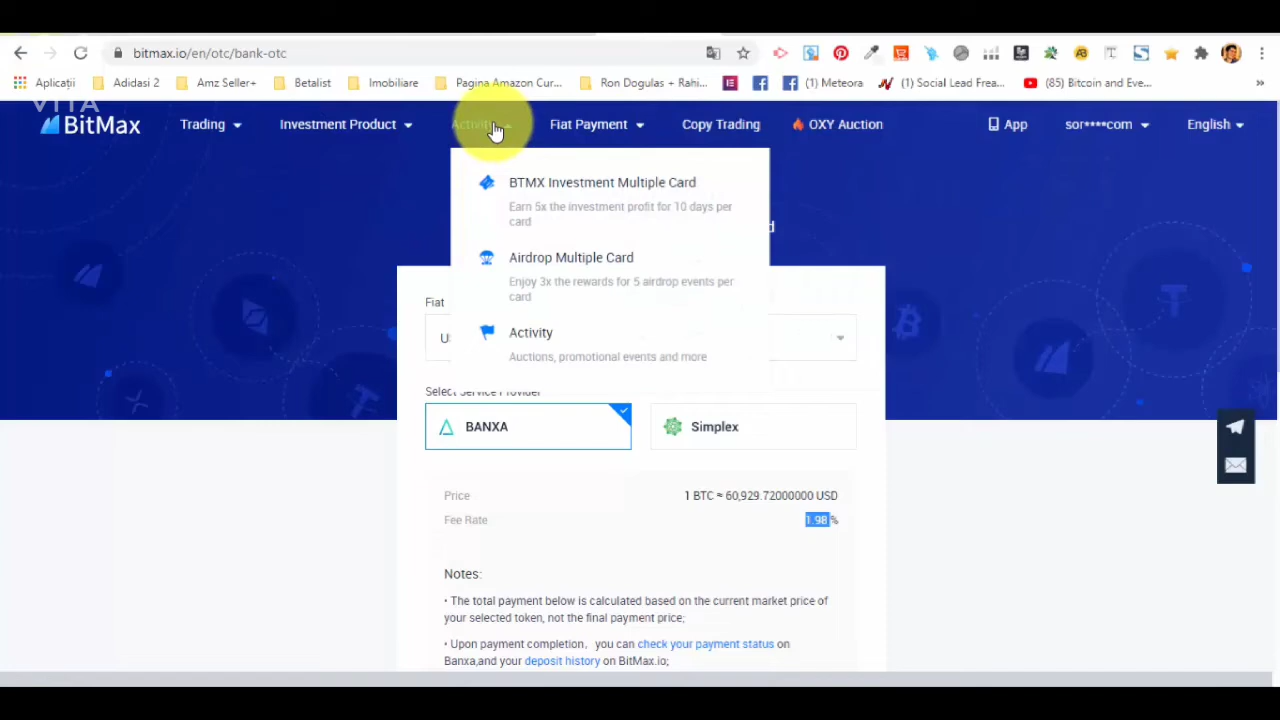 bitmax.io/en/otc/bank-otc
Aplicații Adidasi 2 Amz Seller+ Betalist Imobiliare Pagina Amazon Cur... Ron Dogulas + Rahi... (1) Meteora (1) Social Lead Frea... (85) Bitcoin and Eve... »
VITA
BitMax Trading Investment Product Activity Fiat Payment Copy Trading OXY Auction App sor****com English
BTMX Investment Multiple Card
Earn 5x the investment profit for 10 days per
card
d
Airdrop Multiple Card
Enjoy 3x the rewards for 5 airdrop events per
card
Fiat
U
Activity
Auctions, promotional events and more
Select Service Provider
BANXA Simplex
Price 1 BTC ≈ 60,929.72000000 USD
Fee Rate 1.98 %
Notes:
• The total payment below is calculated based on the current market price of
your selected token, not the final payment price;
• Upon payment completion, you can check your payment status on
Banxa,and your deposit history on BitMax.io;